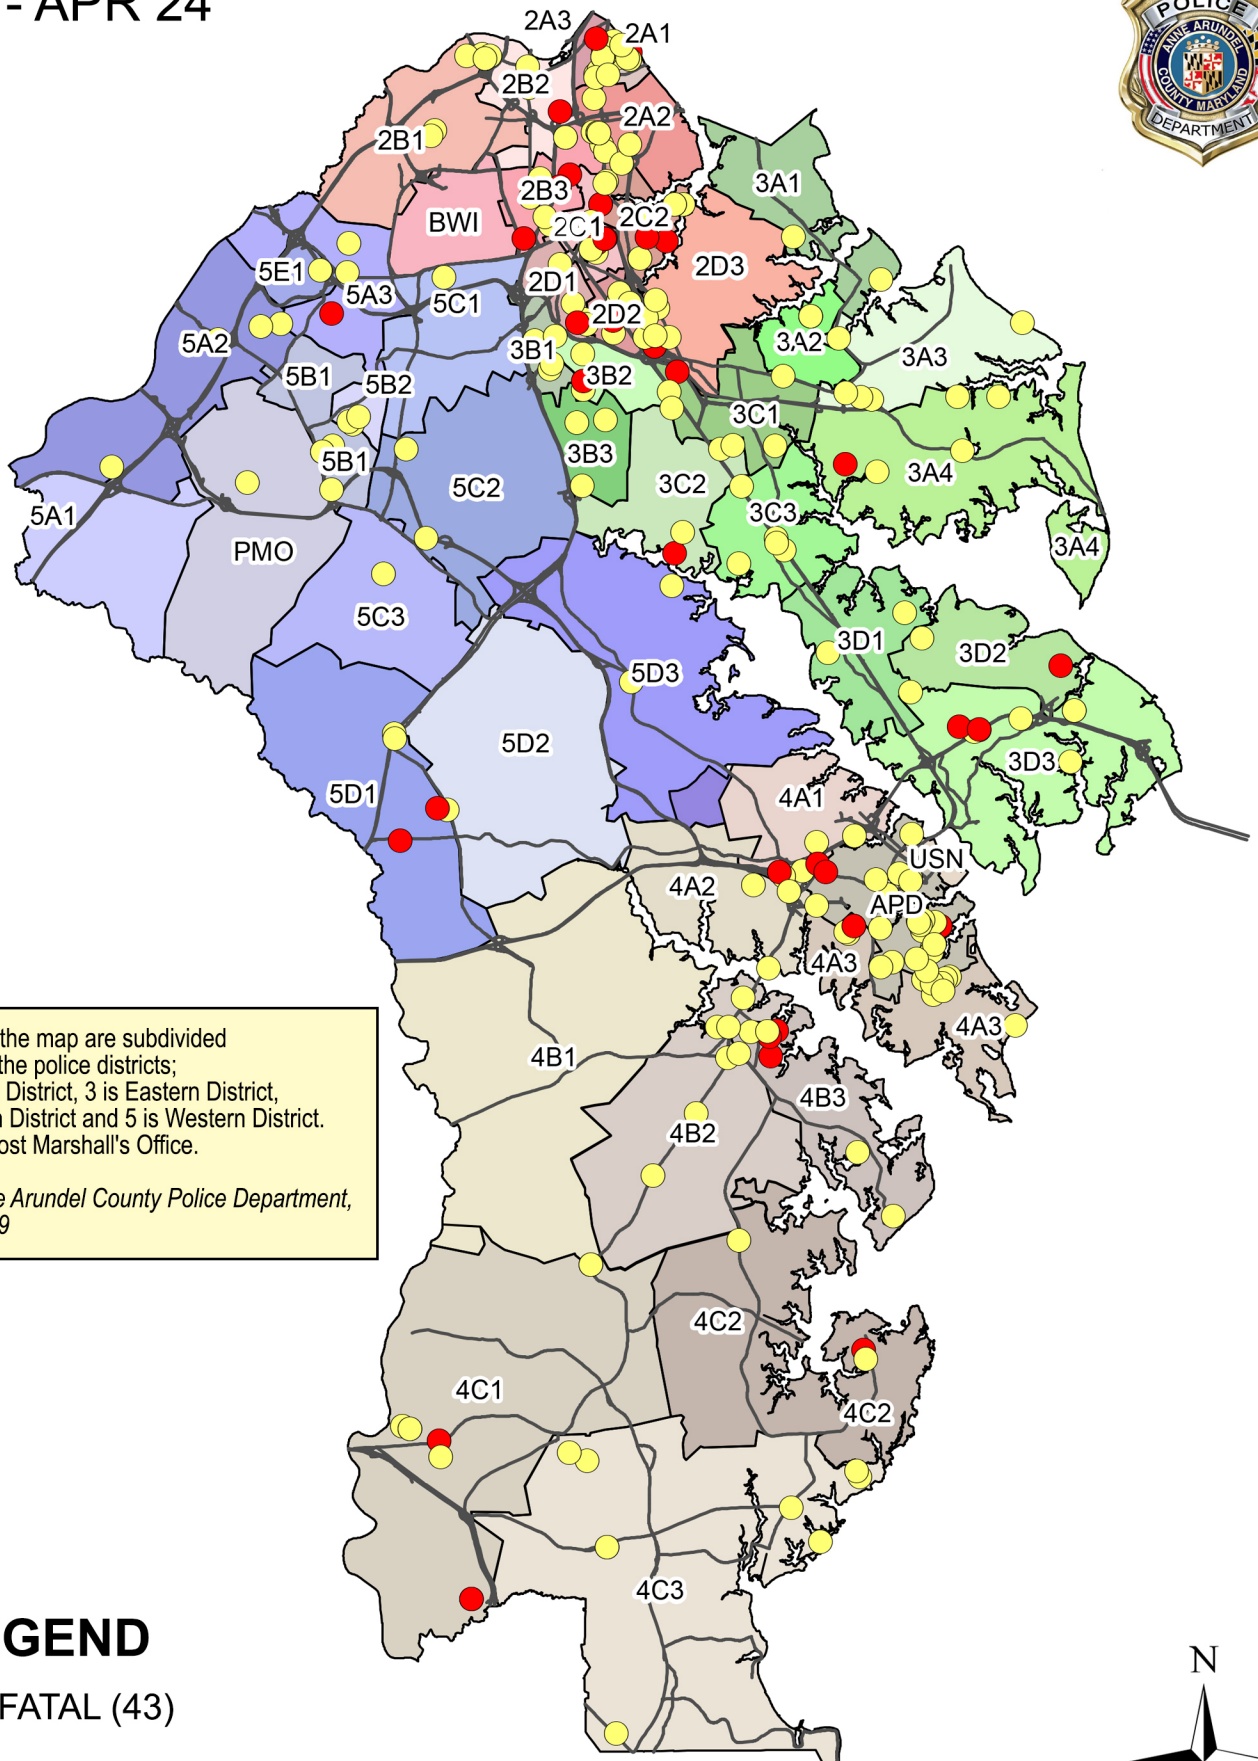 - APR 24
POLICE
ANNE ARUNDEL
COUNTY MARYLAND
DEPARTMENT
2A3
2A1
2B2
2A2
2B1
3A1
2B3
BWI
2C1
2C2
2D3
5E1
5A3
5C1
2D1
2D2
5A2
3A2
3A3
3B1
5B1
5B2
3B2
3C1
5B1
3B3
3A4
5C2
3C2
5A1
3C3
PMO
3A4
5C3
3D1
3D2
5D3
5D2
3D3
5D1
4A1
USN
4A2
APD
4A3
4A3
4B1
4B3
4B2
4C2
4C1
4C2
4C3
the map are subdivided
the police districts;
District, 3 is Eastern District,
District and 5 is Western District.
ost Marshall's Office.
e Arundel County Police Department,
9
GEND
FATAL (43)
N